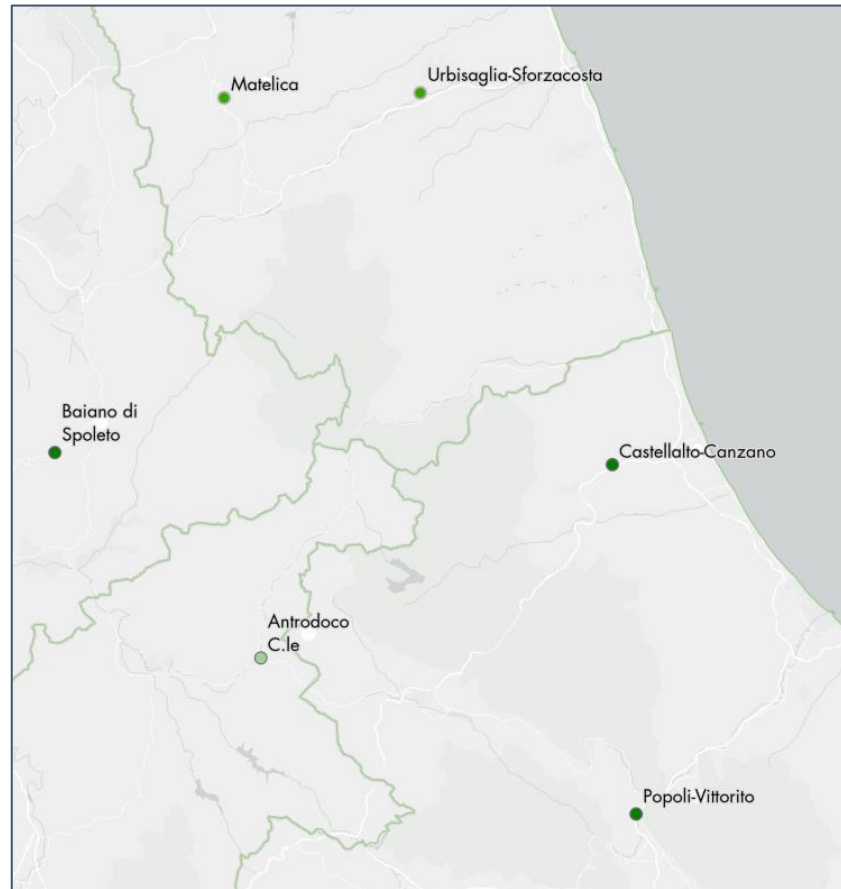 Urbisaglia-Sforzacosta
Matelica
Baiano di
Spoleto
Castellalto-Canzano
Antrodoco
C.le
Popoli-Vittorito